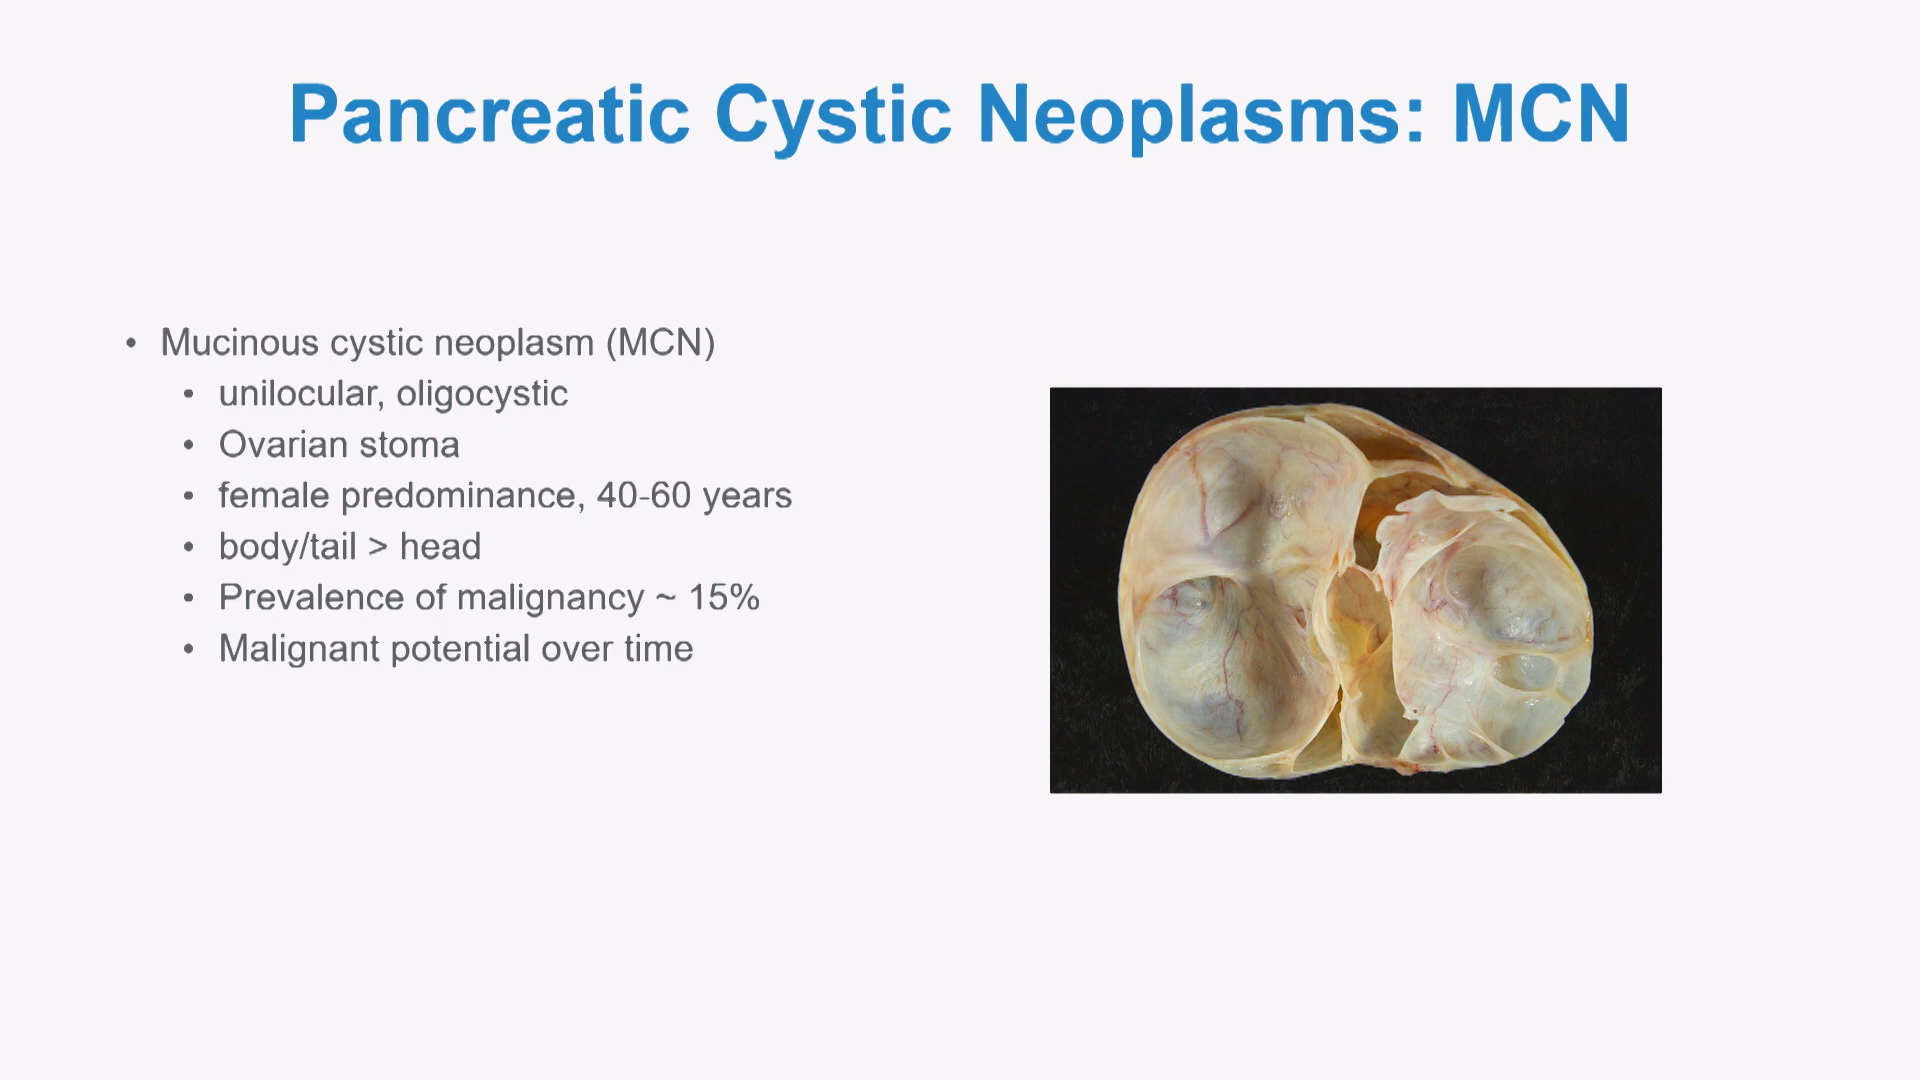 Pancreatic Cystic Neoplasms: MCN
• Mucinous cystic neoplasm (MCN)
• unilocular, oligocystic
• Ovarian stoma
• female predominance, 40-60 years
• body/tail > head
• Prevalence of malignancy ~ 15%
• Malignant potential over time